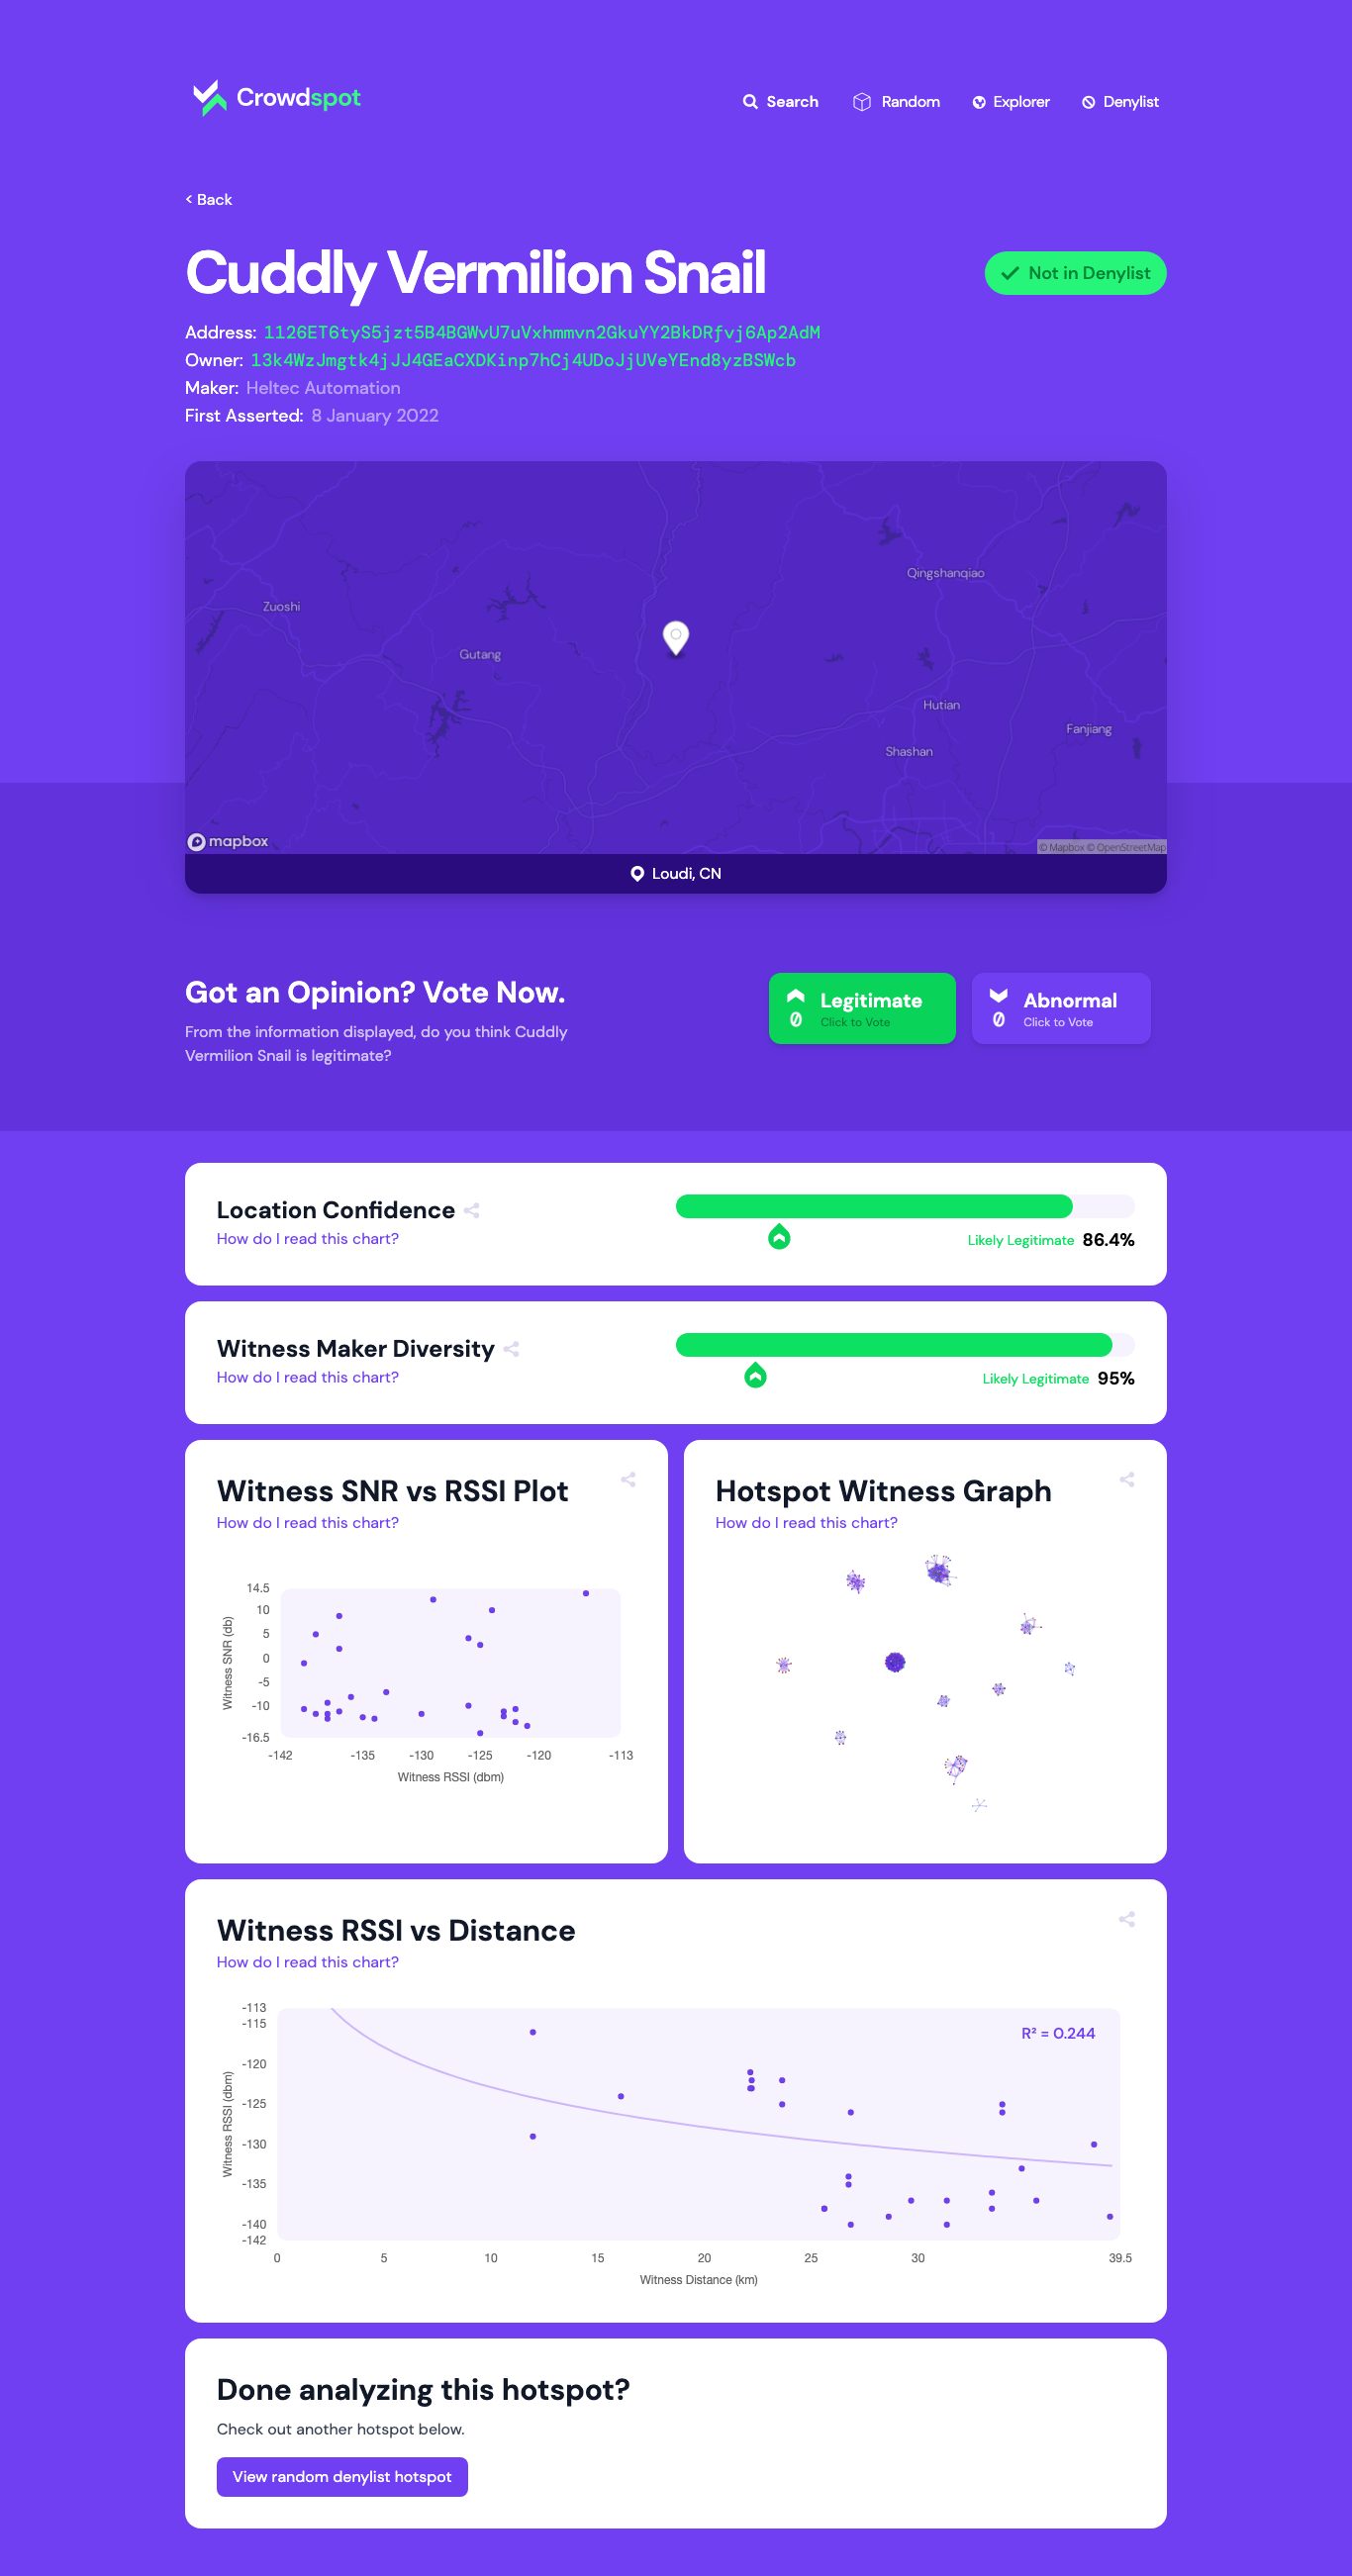 Crowdspot
Search Random Explorer Denylist
< Back
Cuddly Vermilion Snail
Not in Denylist
Address: 1126ET6tyS5jzt5B4BGWvU7uVxhmmvn2GkuYY2BkDRfvj6Ap2AdM
Owner: 13k4WzJmgtk4jJJ4GEaCXDKinp7hCj4UDoJjUVeYEnd8yzBSWcb
Maker: Heltec Automation
First Asserted: 8 January 2022
Qingshanqiao
Zuoshi
Gutang
Hutian
Fanjiang
Shashan
mapbox
© Mapbox © OpenStreetMap
Loudi, CN
Got an Opinion? Vote Now.
From the information displayed, do you think Cuddly
Vermilion Snail is legitimate?
Legitimate
0 Click to Vote
Abnormal
0 Click to Vote
Location Confidence
How do I read this chart?
Likely Legitimate 86.4%
Witness Maker Diversity
How do I read this chart?
Likely Legitimate 95%
Witness SNR vs RSSI Plot
How do I read this chart?
14.5
10
5
0
-5
-10
-16.5
Witness SNR (db)
-142 -135 -130 -125 -120 -113
Witness RSSI (dbm)
Hotspot Witness Graph
How do I read this chart?
Witness RSSI vs Distance
How do I read this chart?
-113
-115
-120
-125
-130
-135
-140
-142
Witness RSSI (dbm)
R² = 0.244
0 5 10 15 20 25 30 39.5
Witness Distance (km)
Done analyzing this hotspot?
Check out another hotspot below.
View random denylist hotspot